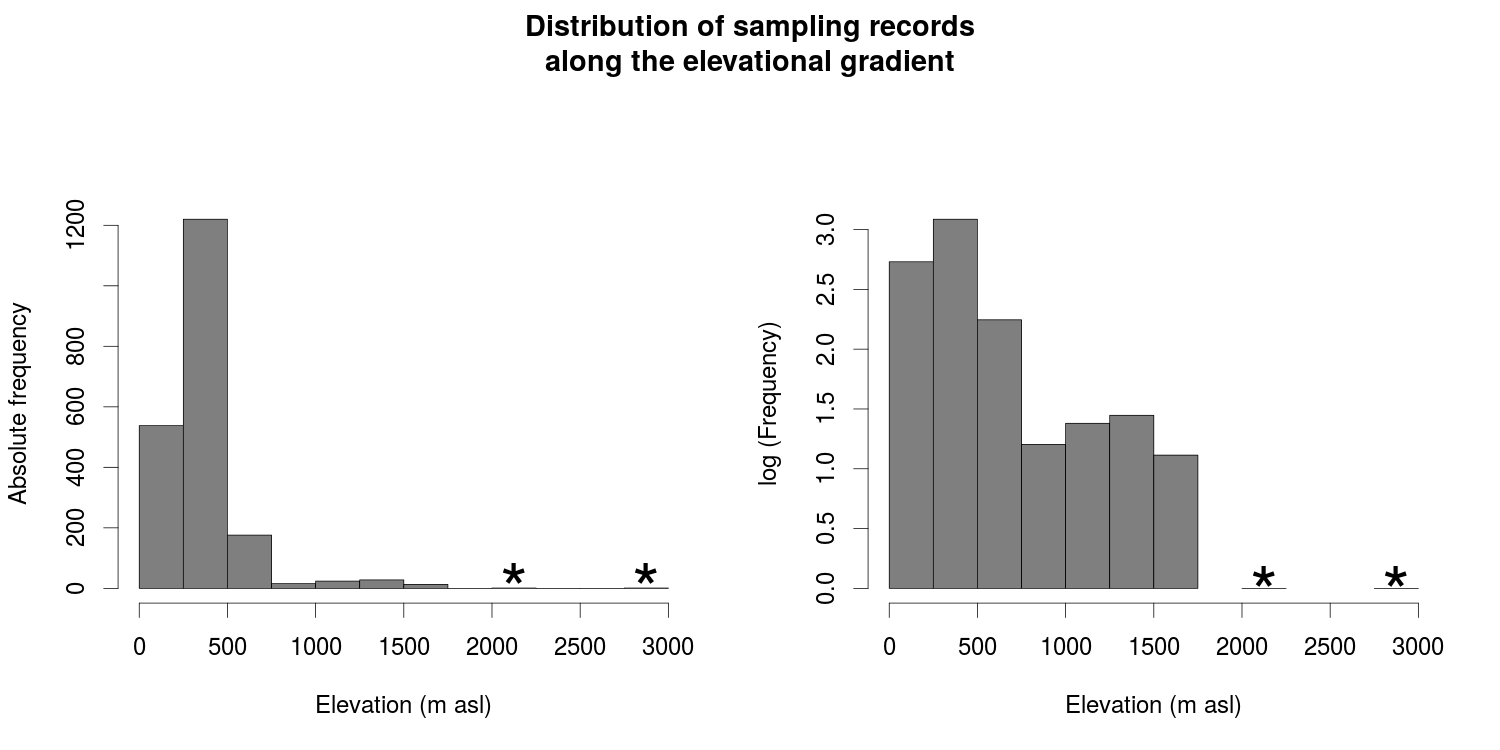 Distribution of sampling records
along the elevational gradient
Absolute frequency
0 200 400 600 800 1200
0 500 1000 1500 2000 2500 3000
* *
Elevation (m asl)
log (Frequency)
0.0 0.5 1.0 1.5 2.0 2.5 3.0
0 500 1000 1500 2000 2500 3000
* *
Elevation (m asl)